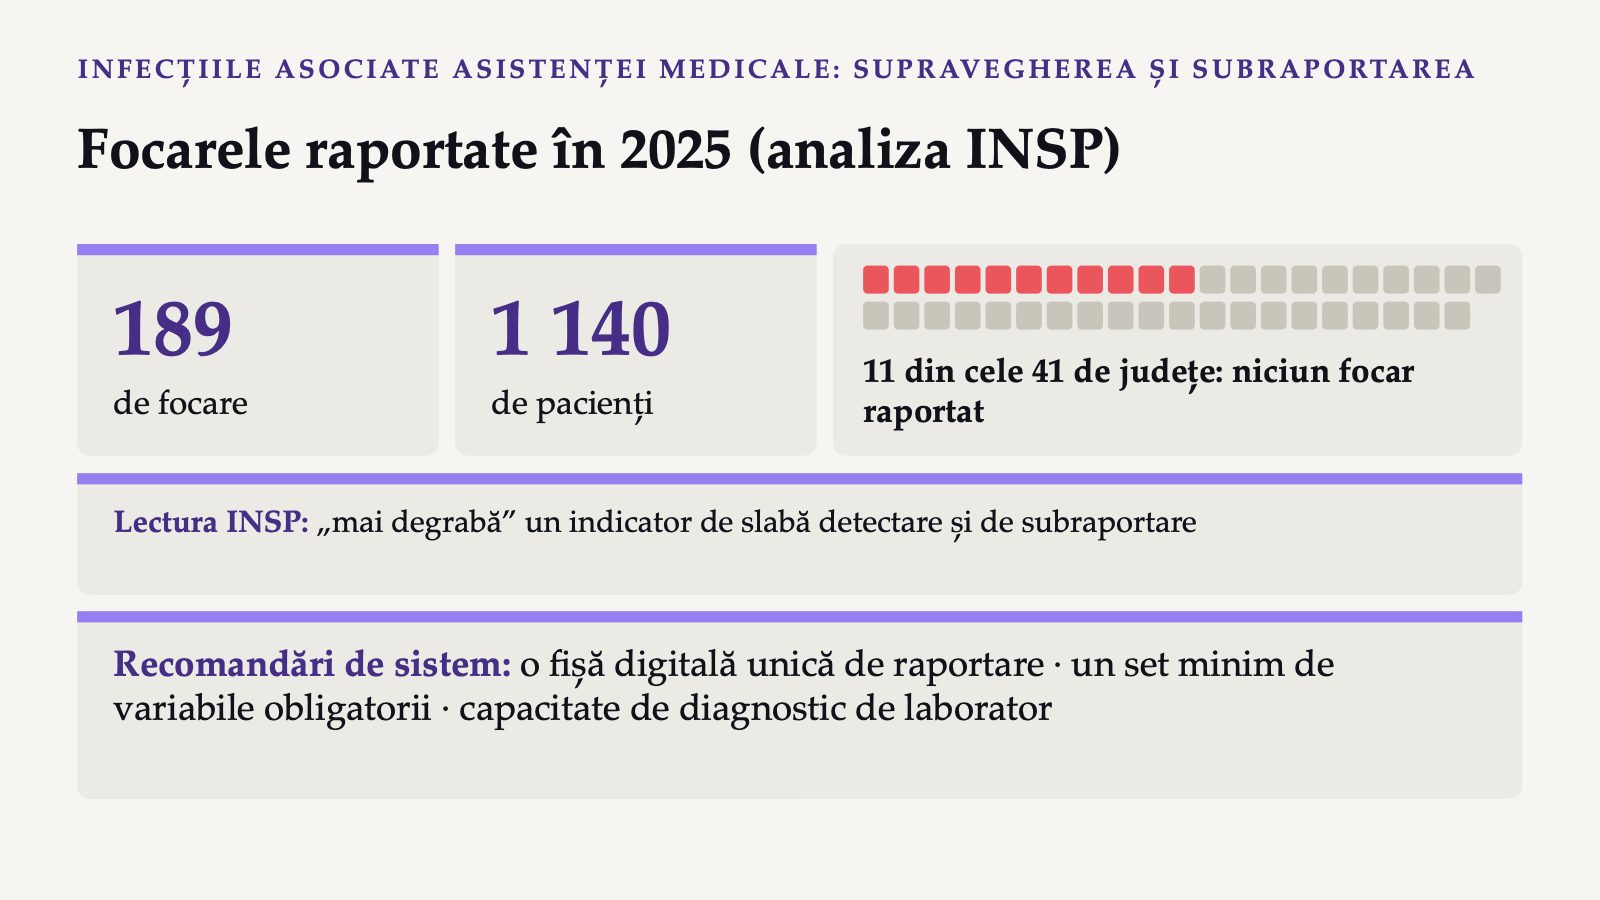 INFECȚIILE ASOCIATE ASISTENȚEI MEDICALE: SUPRAVEGHEREA ȘI SUBRAPORTAREA
Focarele raportate în 2025 (analiza INSP)
189
de focare
1 140
de pacienți
11 din cele 41 de județe: niciun focar
raportat
Lectura INSP: „mai degrabă” un indicator de slabă detectare și de subraportare
Recomandări de sistem: o fișă digitală unică de raportare · un set minim de
variabile obligatorii · capacitate de diagnostic de laborator